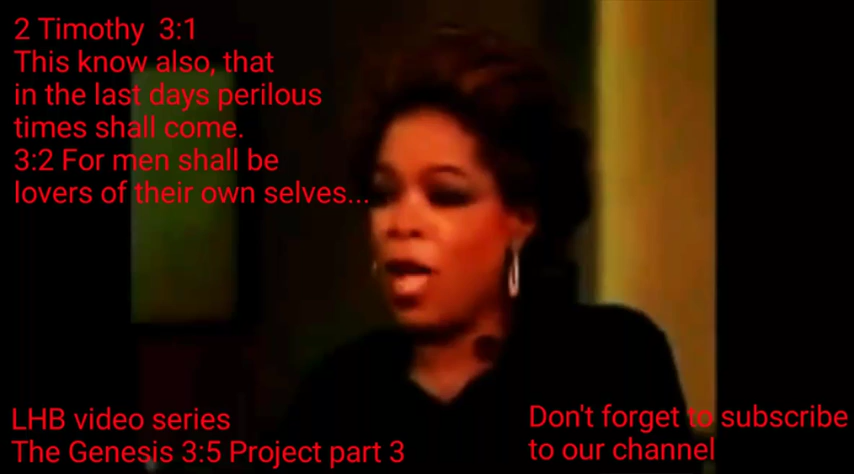 2 Timothy 3:1
This know also, that
in the last days perilous
times shall come.
3:2 For men shall be
lovers of their own selves...
LHB video series
The Genesis 3:5 Project part 3
Don't forget to subscribe
to our channel